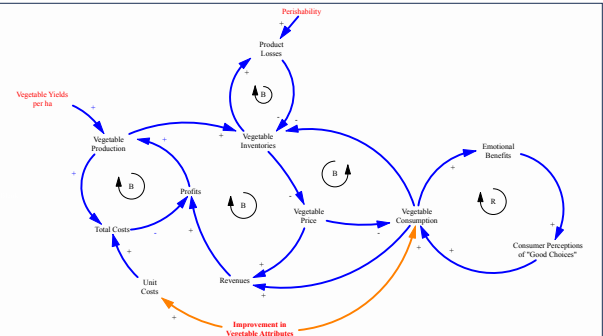 Perishability
+
Product
Losses
+
B
-
-
Vegetable Yields
per ha
+
Vegetable
Production
+
Vegetable
Inventories
+
+
B
Profits
B
B
-
Vegetable
Price
-
Vegetable
Consumption
+
Emotional
Benefits
R
+
Consumer Perceptions
of "Good Choices"
+
+
Total Costs
-
+
+
+
Revenues
+
Unit
Costs
+
Improvement in
Vegetable Attributes